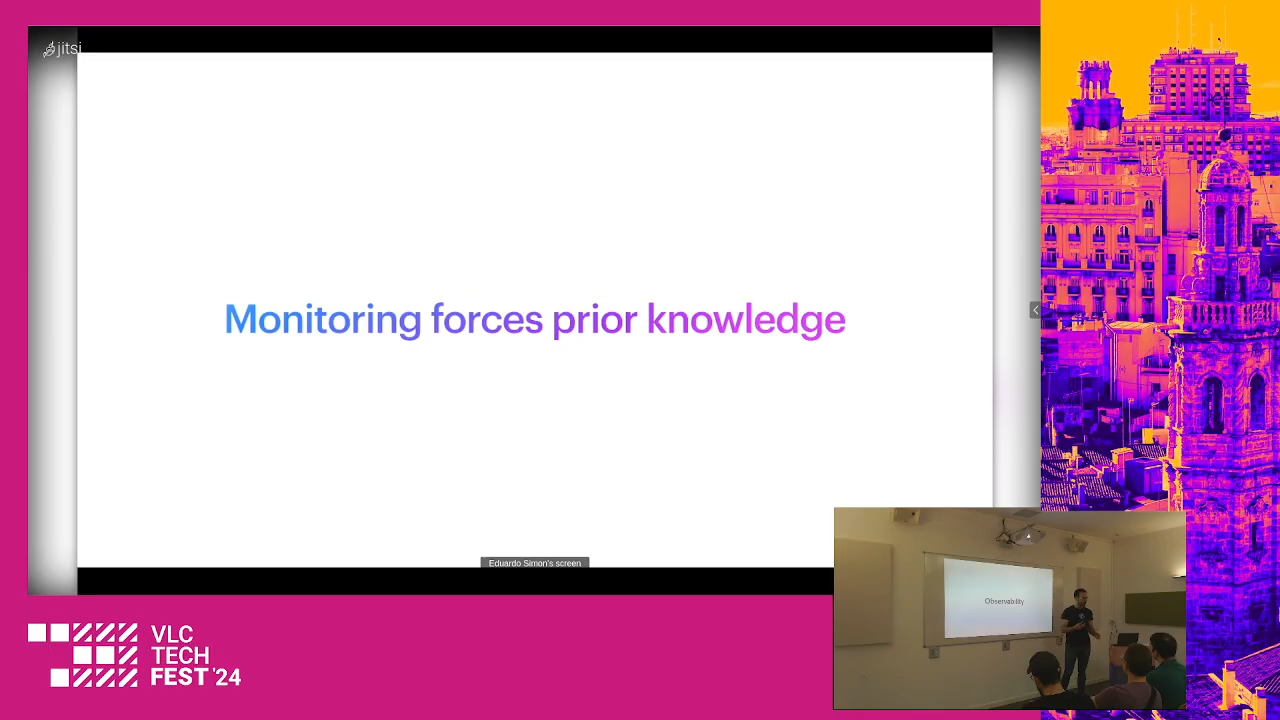 jitsi
Monitoring forces prior knowledge
Eduardo Simon's screen
Observability
VLC
TECH
FEST '24